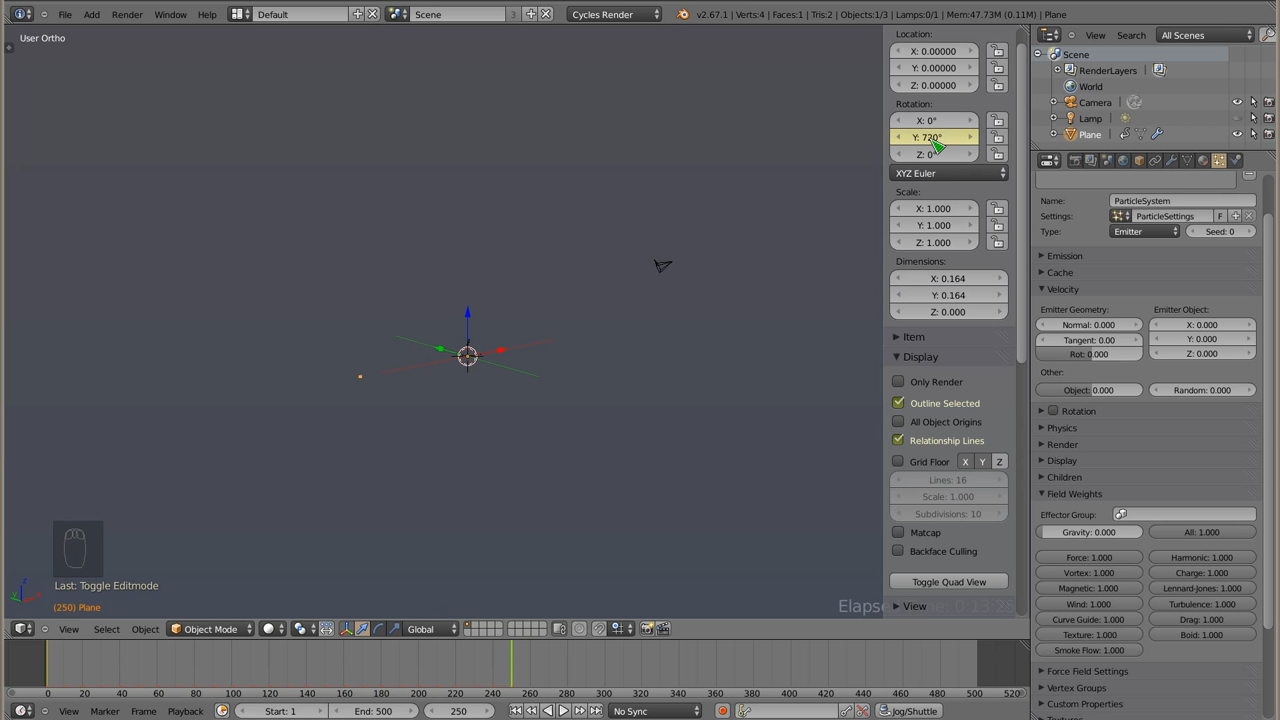 File Add Render Window Help Default Scene 3 Cycles Render v2.67.1 | Verts:4 | Faces:1 | Tris:2 | Objects:1/3 | Lamps:0/1 | Mem:47.73M (0.11M) | Plane
User Ortho
Location:
X: 0.00000
Y: 0.00000
Z: 0.00000
Rotation:
X: 0°
Y: 720°
Z: 0°
XYZ Euler
Scale:
X: 1.000
Y: 1.000
Z: 1.000
Dimensions:
X: 0.164
Y: 0.164
Z: 0.000
Item
Display
Only Render
Outline Selected
All Object Origins
Relationship Lines
Grid Floor X Y Z
Lines: 16
Scale: 1.000
Subdivisions: 10
Matcap
Backface Culling
Toggle Quad View
View
View Search All Scenes
Scene
RenderLayers
World
Camera
Lamp
Plane
Name: ParticleSystem
Settings: ParticleSettings F
Type: Emitter Seed: 0
Emission
Cache
Velocity
Emitter Geometry: Emitter Object:
Normal: 0.000 X: 0.000
Tangent: 0.00 Y: 0.000
Rot: 0.000 Z: 0.000
Other:
Object: 0.000 Random: 0.000
Rotation
Physics
Render
Display
Children
Field Weights
Effector Group:
Gravity: 0.000 All: 1.000
Force: 1.000 Harmonic: 1.000
Vortex: 1.000 Charge: 1.000
Magnetic: 1.000 Lennard-Jones: 1.000
Wind: 1.000 Turbulence: 1.000
Curve Guide: 1.000 Drag: 1.000
Texture: 1.000 Boid: 1.000
Smoke Flow: 1.000
Force Field Settings
Vertex Groups
Custom Properties
Last: Toggle Editmode
(250) Plane
View Select Object Object Mode Global
0 20 40 60 80 100 120 140 160 180 200 220 240 260 280 300 320 340 360 380 400 420 440 460 480 500 520
View Marker Frame Playback Start: 1 End: 500 250 No Sync Jog/Shuttle